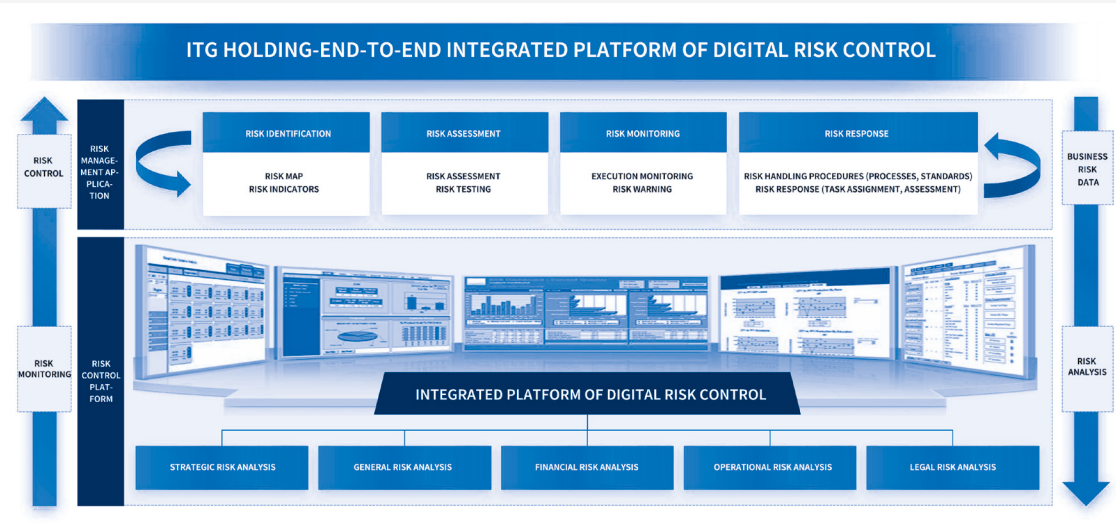 ITG HOLDING-END-TO-END INTEGRATED PLATFORM OF DIGITAL RISK CONTROL
RISK
CONTROL
RISK
MANAGE-
MENT AP-
PLICA-
TION
RISK IDENTIFICATION
RISK MAP
RISK INDICATORS
RISK ASSESSMENT
RISK ASSESSMENT
RISK TESTING
RISK MONITORING
EXECUTION MONITORING
RISK WARNING
RISK RESPONSE
RISK HANDLING PROCEDURES (PROCESSES, STANDARDS)
RISK RESPONSE (TASK ASSIGNMENT, ASSESSMENT)
BUSINESS
RISK
DATA
RISK
MONITORING
RISK
CONTROL
PLAT-
FORM
INTEGRATED PLATFORM OF DIGITAL RISK CONTROL
STRATEGIC RISK ANALYSIS
GENERAL RISK ANALYSIS
FINANCIAL RISK ANALYSIS
OPERATIONAL RISK ANALYSIS
LEGAL RISK ANALYSIS
RISK
ANALYSIS